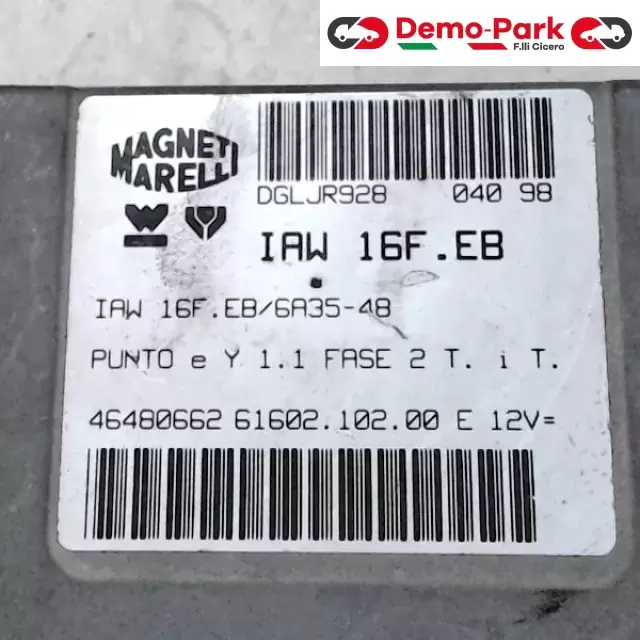 Demo-Park
F.lli Cicero
MAGNETI
MARELLI
DGLJR928 040 98
IAW 16F.EB
IAW 16F.EB/6A35-48
PUNTO e Y 1.1 FASE 2 T. i T.
46480662 61602.102.00 E 12V=